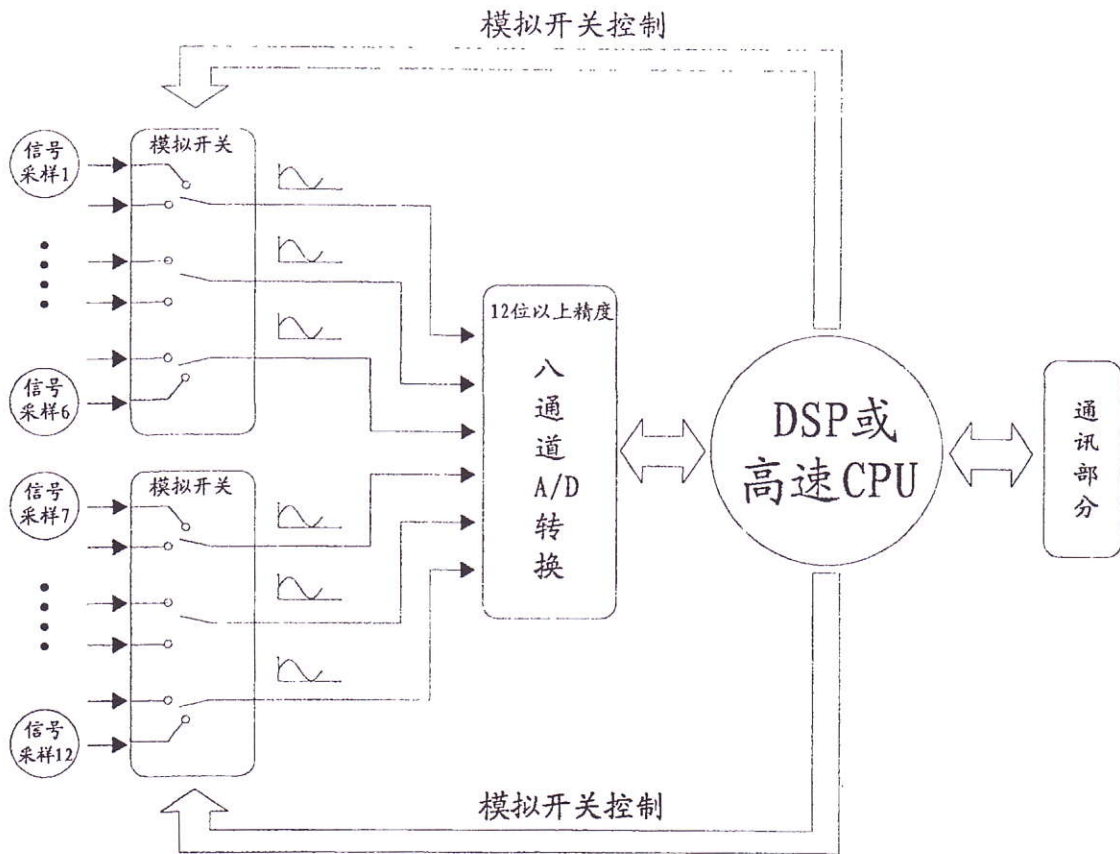 模拟开关控制
信号
采样1
模拟开关
信号
采样6
12位以上精度
八
通
道
A/D
转
换
DSP或
高速CPU
通
讯
部
分
信号
采样7
模拟开关
信号
采样12
模拟开关控制